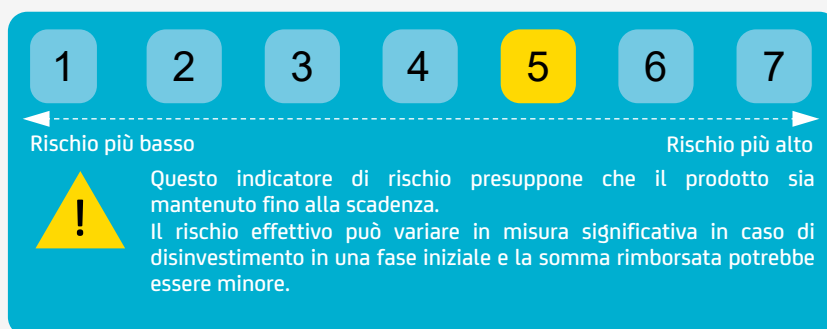 1 2 3 4 5 6 7
Rischio più basso Rischio più alto
Questo indicatore di rischio presuppone che il prodotto sia
mantenuto fino alla scadenza.
!
Il rischio effettivo può variare in misura significativa in caso di
disinvestimento in una fase iniziale e la somma rimborsata potrebbe
essere minore.